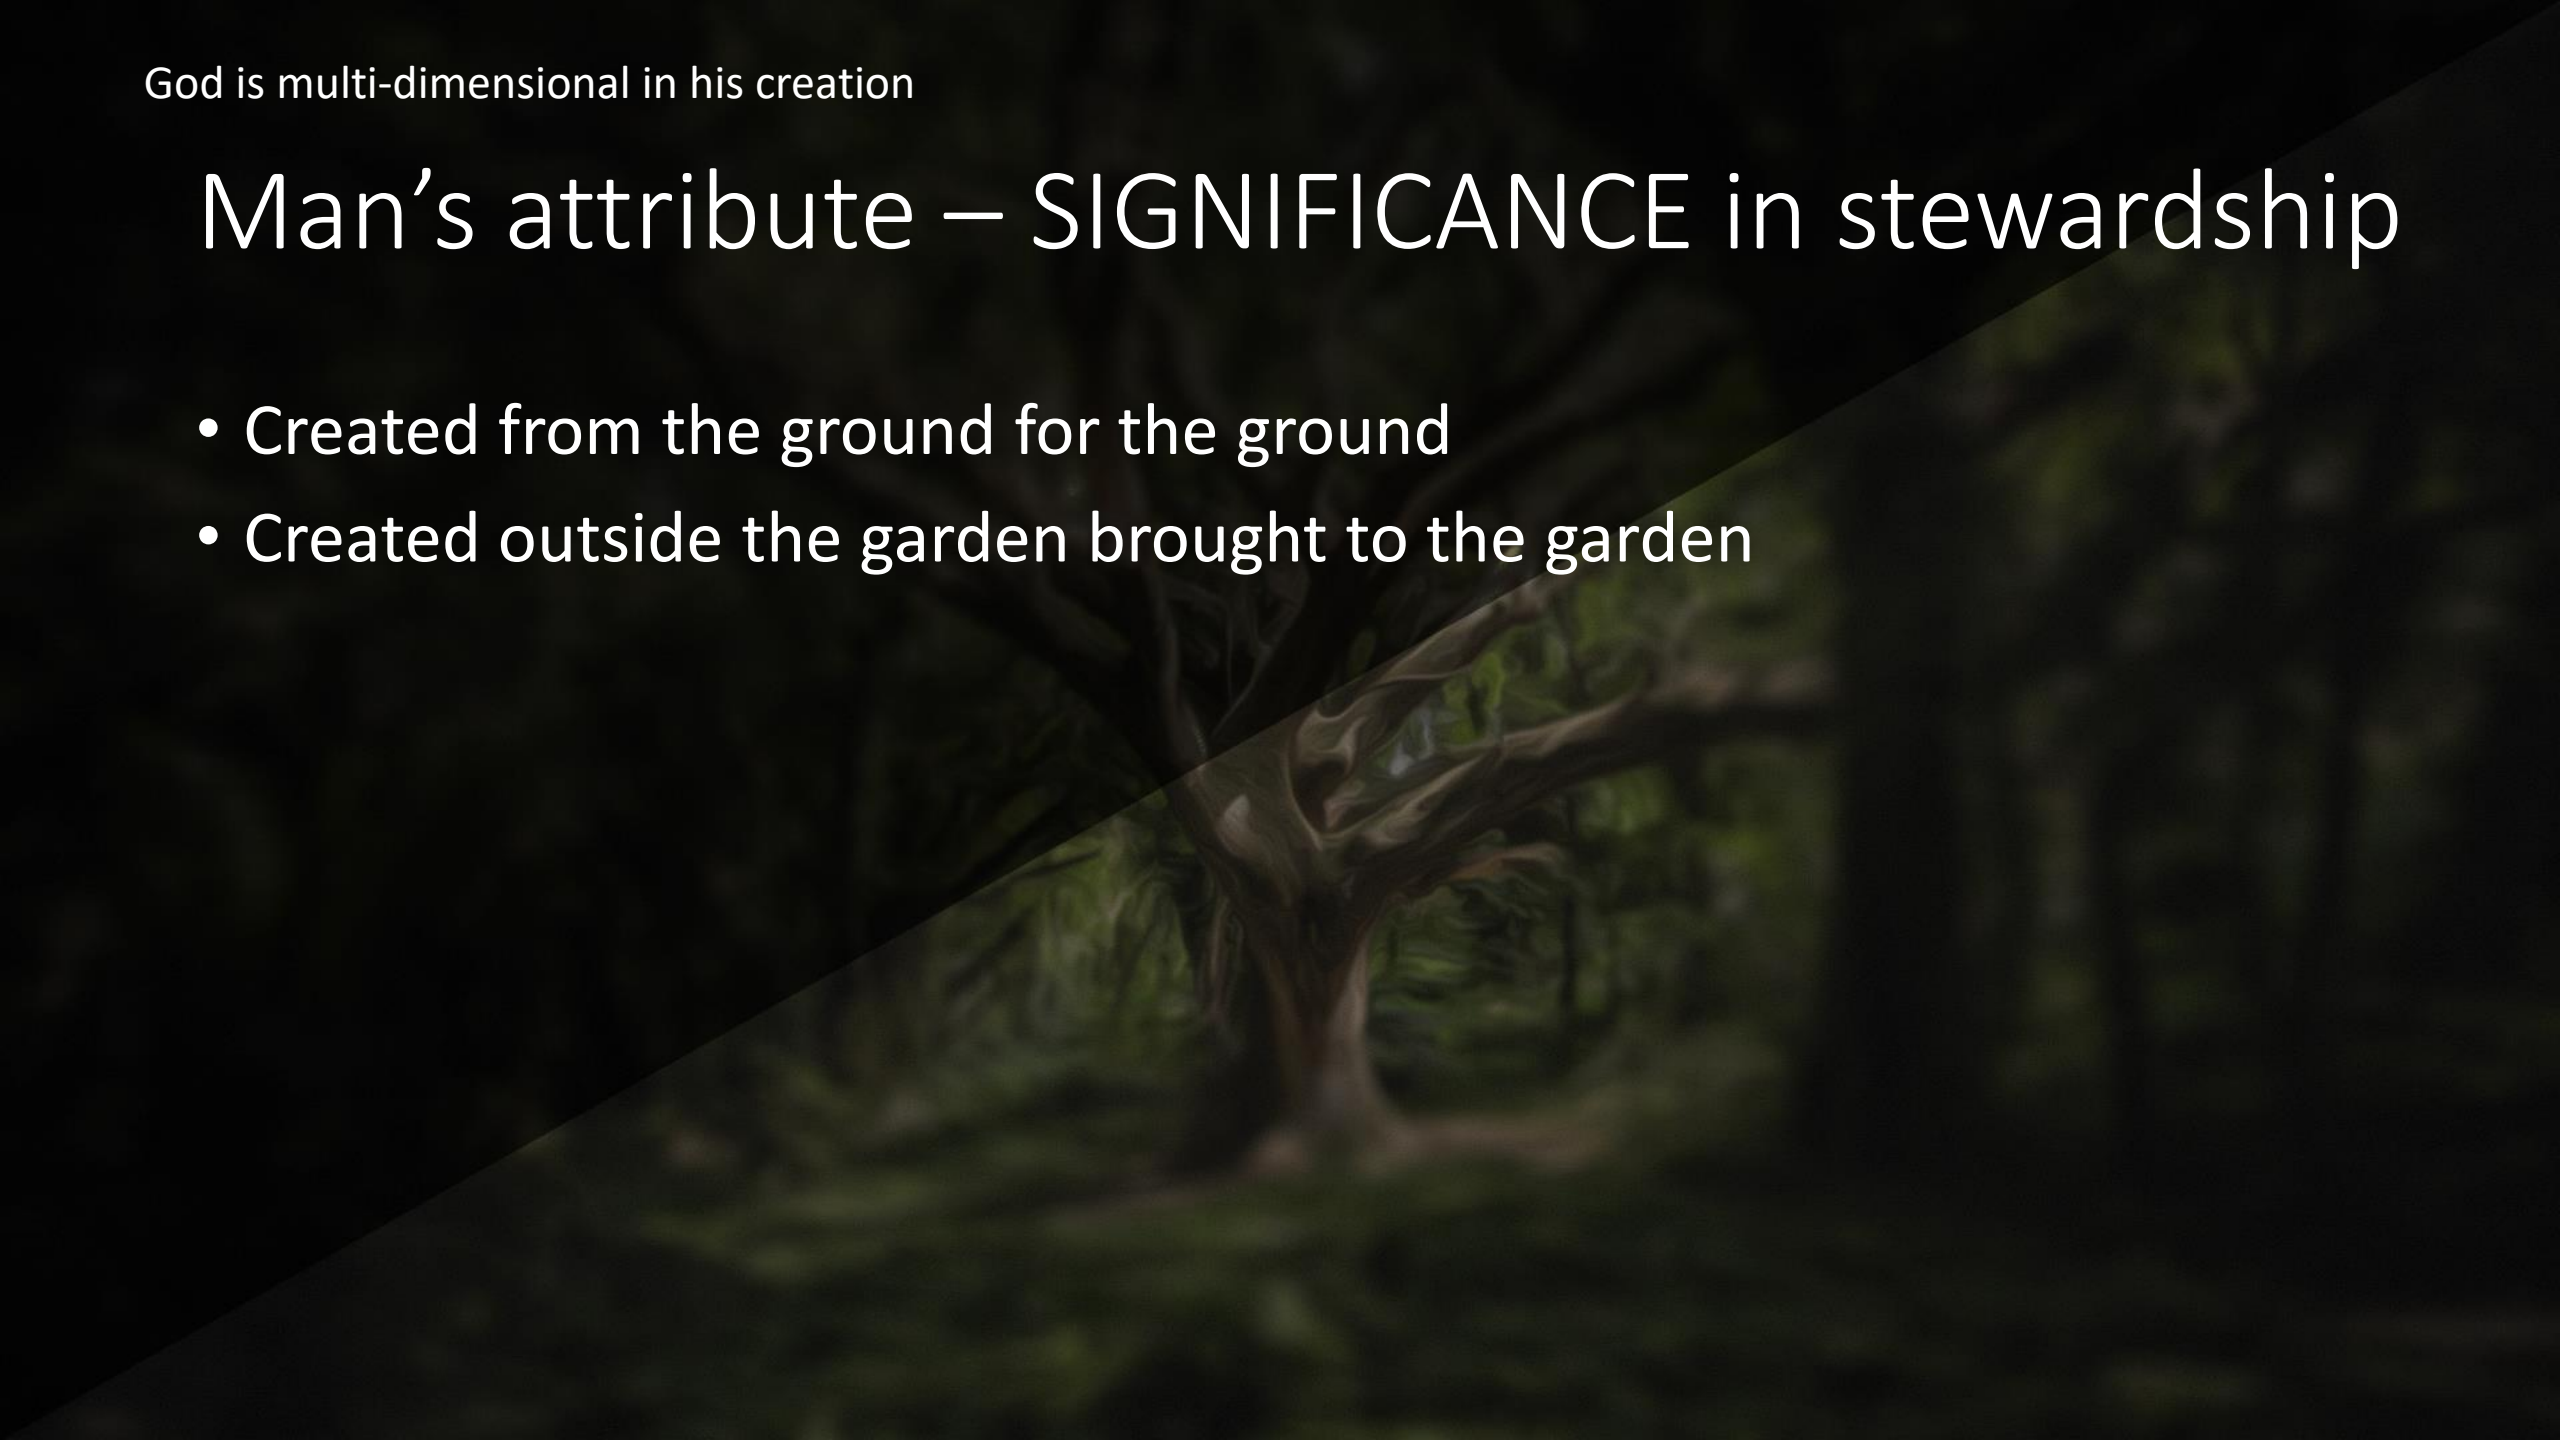 God is multi-dimensional in his creation
Man’s attribute – SIGNIFICANCE in stewardship
• Created from the ground for the ground
• Created outside the garden brought to the garden